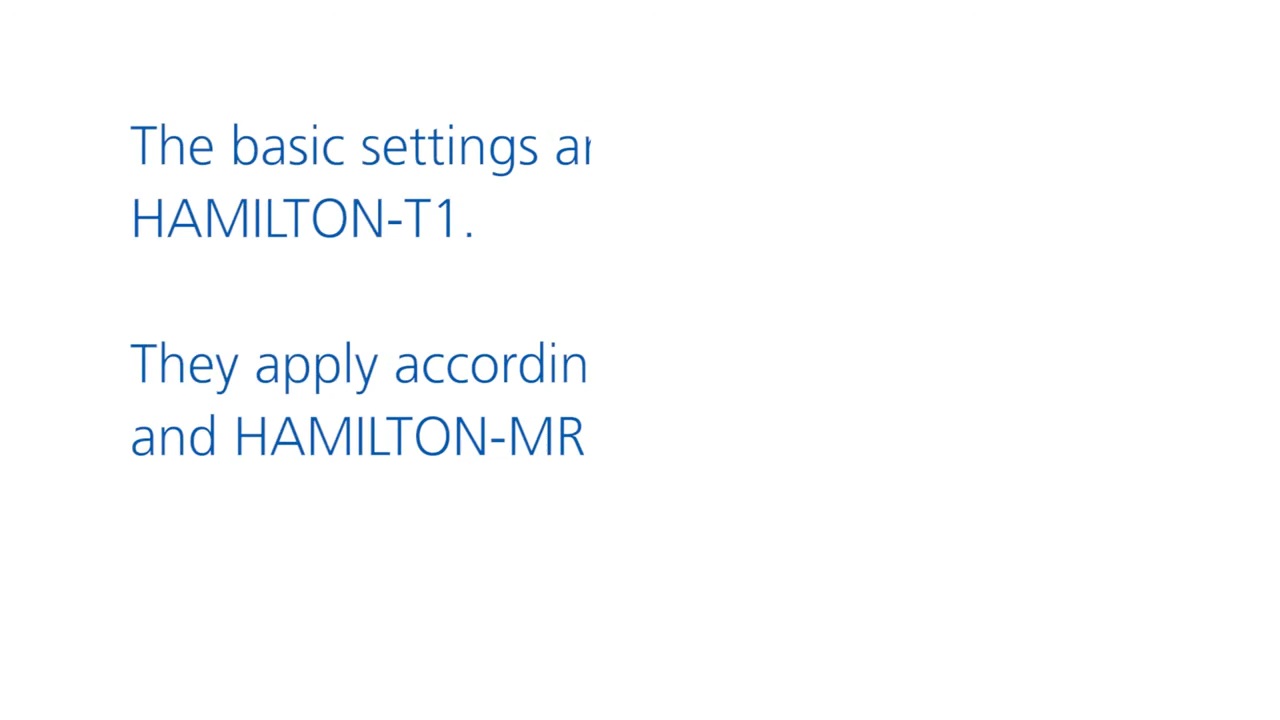 The basic settings ar
HAMILTON-T1.
They apply accordin
and HAMILTON-MR